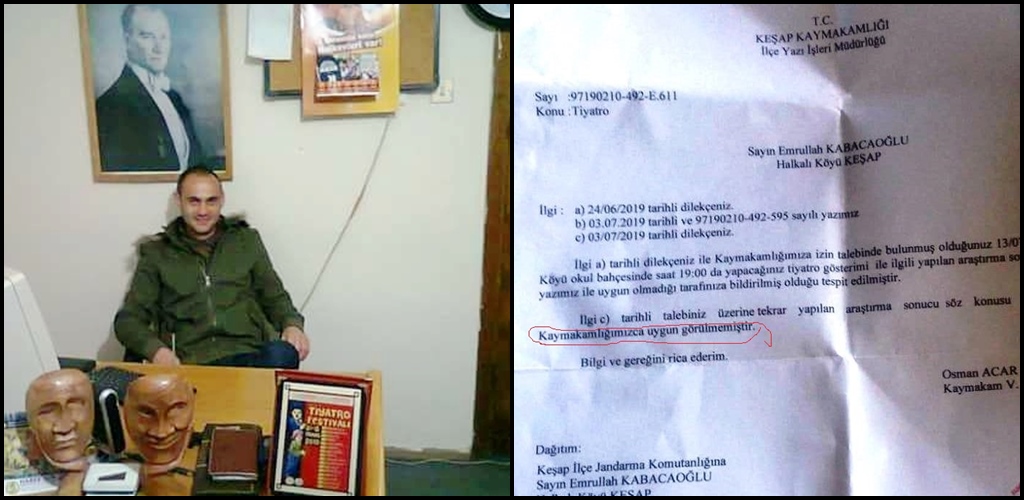 Halkevleri var!
TİYATRO
FESTİVALİ
T.C.
KEŞAP KAYMAKAMLIĞI
İlçe Yazı İşleri Müdürlüğü
Sayı :97190210-492-E.611
Konu :Tiyatro
Sayın Emrullah KABACAOĞLU
Halkalı Köyü KEŞAP
İlgi : a) 24/06/2019 tarihli dilekçeniz.
b) 03.07.2019 tarihli ve 97190210-492-595 sayılı yazımız
c) 03/07/2019 tarihli dilekçeniz.
İlgi a) tarihli dilekçeniz ile Kaymakamlığımıza izin talebinde bulunmuş olduğunuz 13/07
Köyü okul bahçesinde saat 19:00 da yapacağınız tiyatro gösterimi ile ilgili yapılan araştırma so
yazımız ile uygun olmadığı tarafınıza bildirilmiş olduğu tespit edilmiştir.
İlgi c) tarihli talebiniz üzerine tekrar yapılan araştırma sonucu söz konusu
Kaymakamlığımızca uygun görülmemiştir.
Bilgi ve gereğini rica ederim.
Osman ACAR
Kaymakam V.
Dağıtım:
Keşap İlçe Jandarma Komutanlığına
Sayın Emrullah KABACAOĞLU
Halkalı Köyü KEŞAP